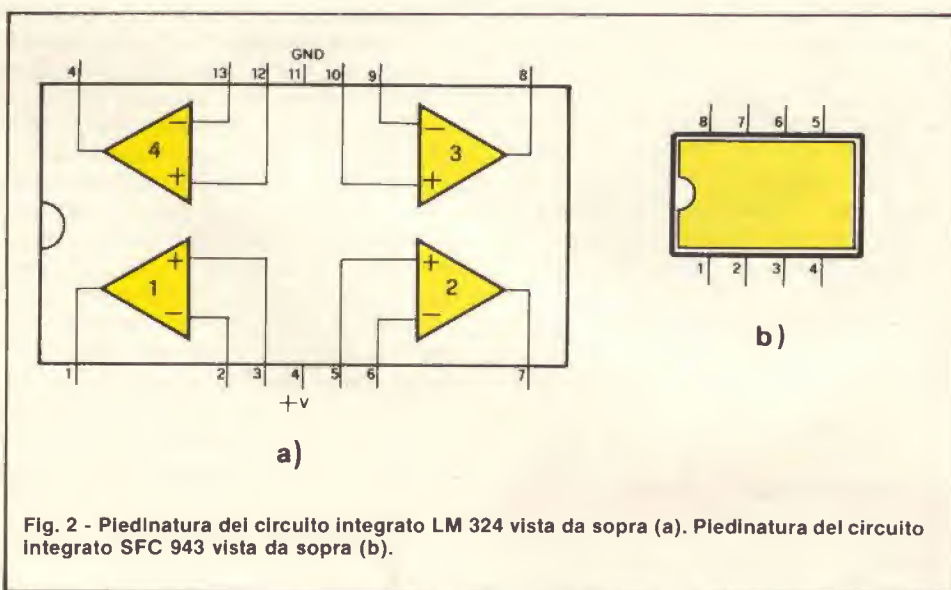 GND
4 13 12 11 10 9 8
4 − +
3 − +
1 + −
2 + −
1 2 3 4 5 6 7
+v
a)
8 7 6 5
1 2 3 4
b)
Fig. 2 - Piedinatura del circuito integrato LM 324 vista da sopra (a). Piedinatura del circuito
integrato SFC 943 vista da sopra (b).